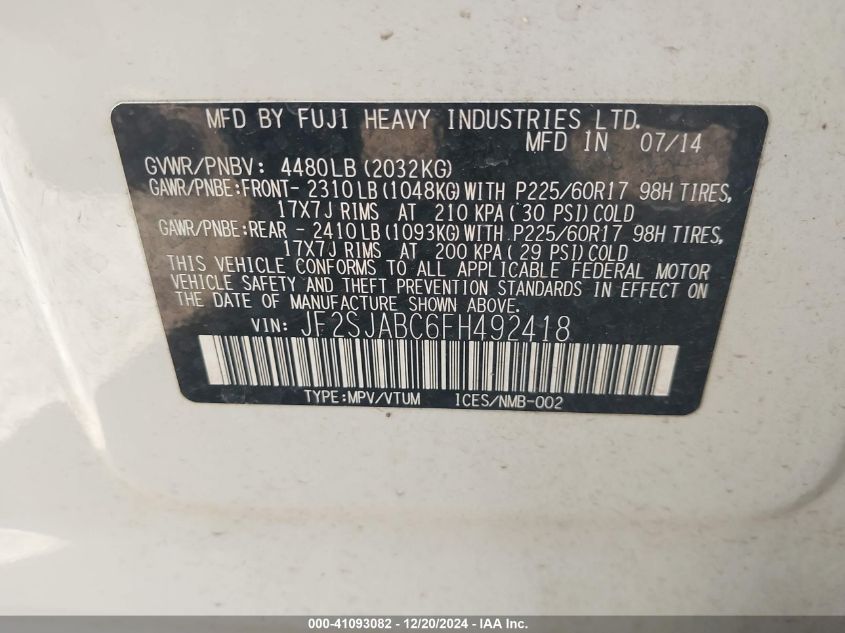 MFD BY FUJI HEAVY INDUSTRIES LTD.
MFD IN 07/14
GVWR/PNBV: 4480LB (2032KG)
GAWR/PNBE:FRONT- 2310LB (1048KG) WITH P225/60R17 98H TIRES,
17X7J RIMS AT 210 KPA ( 30 PSI) COLD
GAWR/PNBE:REAR - 2410LB (1093KG) WITH P225/60R17 98H TIRES,
17X7J RIMS AT 200 KPA ( 29 PSI) COLD
THIS VEHICLE CONFORMS TO ALL APPLICABLE FEDERAL MOTOR
VEHICLE SAFETY AND THEFT PREVENTION STANDARDS IN EFFECT ON
THE DATE OF MANUFACTURE SHOWN ABOVE.
VIN: JF2SJABC6FH492418
TYPE:MPV/VTUM ICES/NMB-002
000-41093082 - 12/20/2024 - IAA Inc.